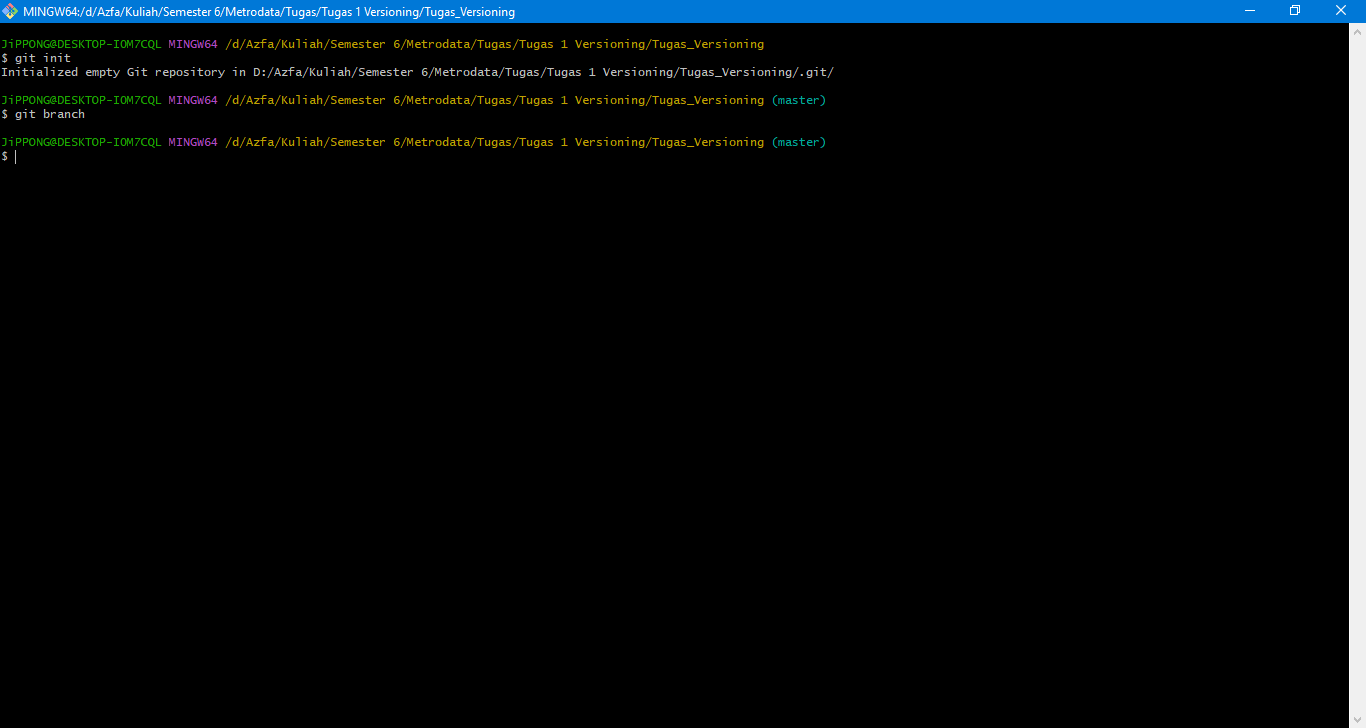 MINGW64:/d/Azfa/Kuliah/Semester 6/Metrodata/Tugas/Tugas 1 Versioning/Tugas_Versioning
JiPPONG@DESKTOP-IOM7CQL MINGW64 /d/Azfa/Kuliah/Semester 6/Metrodata/Tugas/Tugas 1 Versioning/Tugas_Versioning
$ git init
Initialized empty Git repository in D:/Azfa/Kuliah/Semester 6/Metrodata/Tugas/Tugas 1 Versioning/Tugas_Versioning/.git/
JiPPONG@DESKTOP-IOM7CQL MINGW64 /d/Azfa/Kuliah/Semester 6/Metrodata/Tugas/Tugas 1 Versioning/Tugas_Versioning (master)
$ git branch
JiPPONG@DESKTOP-IOM7CQL MINGW64 /d/Azfa/Kuliah/Semester 6/Metrodata/Tugas/Tugas 1 Versioning/Tugas_Versioning (master)
$